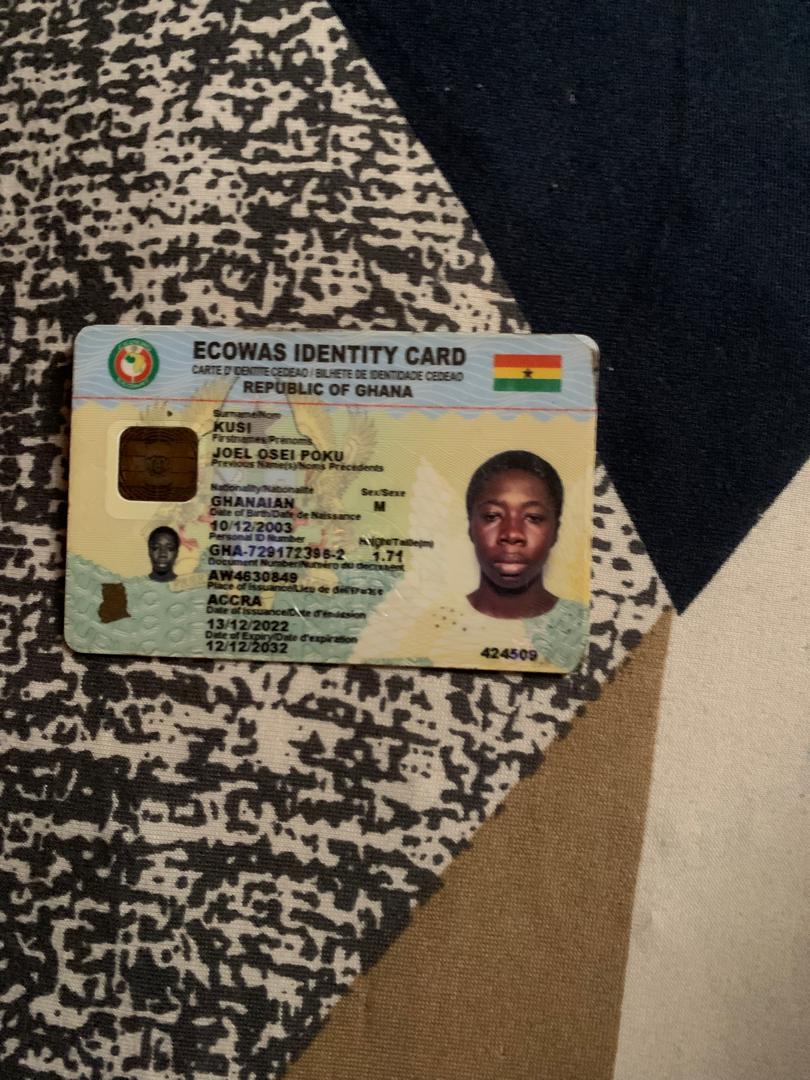 ECOWAS IDENTITY CARD
CARTE D'IDENTITE CEDEAO / BILHETE DE IDENTIDADE CEDEAO
REPUBLIC OF GHANA
Surname/Nom
KUSI
Firstnames/Prénoms
JOEL OSEI POKU
Previous Name(s)/Noms Précédents
Nationality/Nationalité
Sex/Sexe
GHANAIAN
M
Date of Birth/Date de Naissance
10/12/2003
Personal ID Number
Height/Taille(m)
GHA-729172396-2
1.71
Document Number/Numéro du document
AW4630849
Place of Issuance/Lieu de
ACCRA
Date of Issuance/Date d'émission
13/12/2022
Date of Expiry/Date d'expiration
12/12/2032
424509